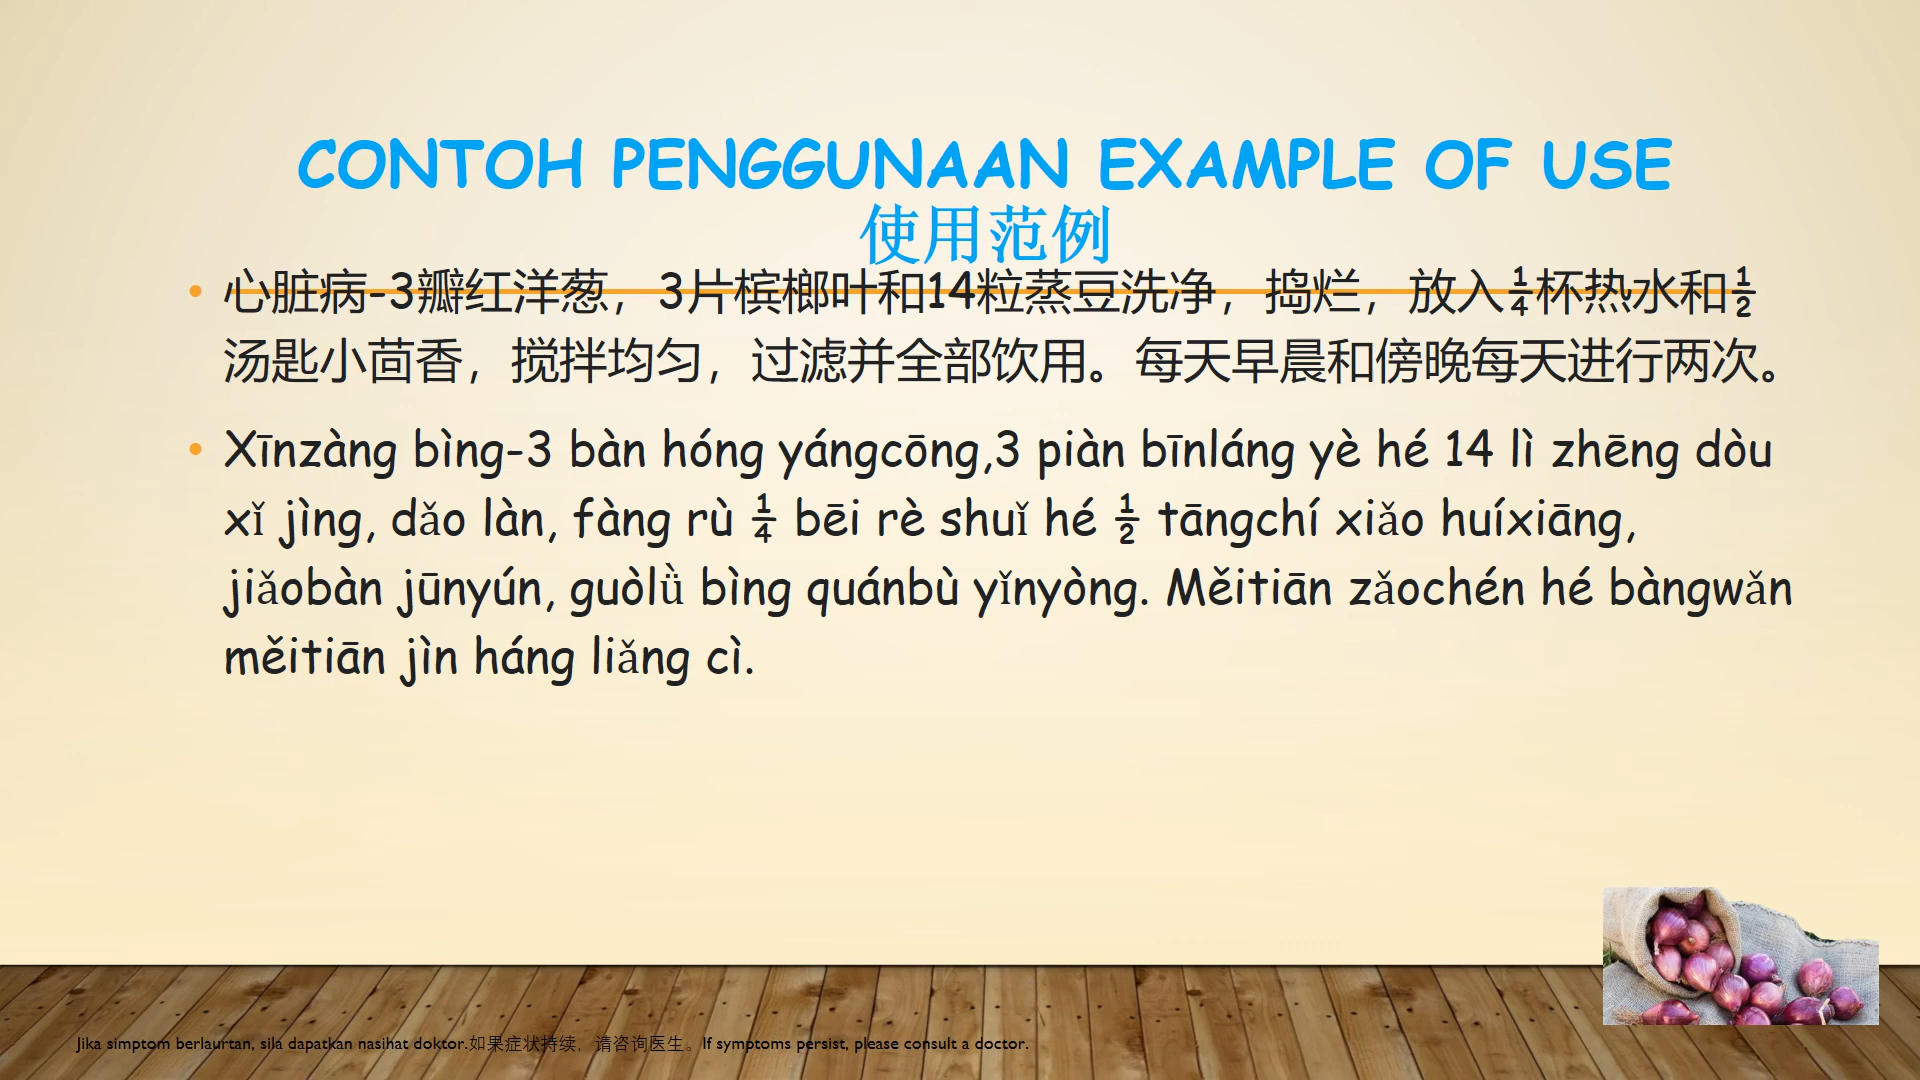 CONTOH PENGGUNAAN EXAMPLE OF USE
使用范例
• 心脏病-3瓣红洋葱，3片槟榔叶和14粒蒸豆洗净，捣烂，放入¼杯热水和½
汤匙小茴香，搅拌均匀，过滤并全部饮用。每天早晨和傍晚每天进行两次。
• Xīnzàng bìng-3 bàn hóng yángcōng,3 piàn bīnláng yè hé 14 lì zhēng dòu
xǐ jìng, dǎo làn, fàng rù ¼ bēi rè shuǐ hé ½ tāngchí xiǎo huíxiāng,
jiǎobàn jūnyún, guòlǜ bìng quánbù yǐnyòng. Měitiān zǎochén hé bàngwǎn
měitiān jìn háng liǎng cì.
Jika simptom berlaurtan, sila dapatkan nasihat doktor.如果症状持续，请咨询医生。If symptoms persist, please consult a doctor.